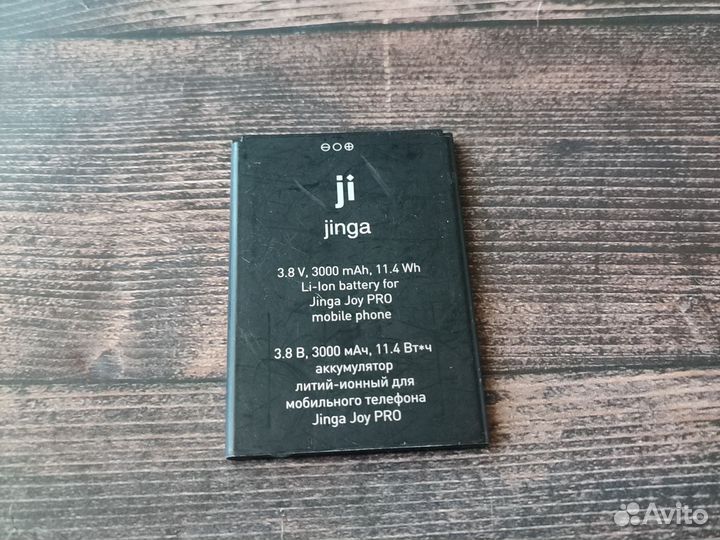 ji
jinga
3.8 V, 3000 mAh, 11.4 Wh
Li-Ion battery for
Jinga Joy PRO
mobile phone
3.8 В, 3000 мАч, 11.4 Вт*ч
аккумулятор
литий-ионный для
мобильного телефона
Jinga Joy PRO
Avito